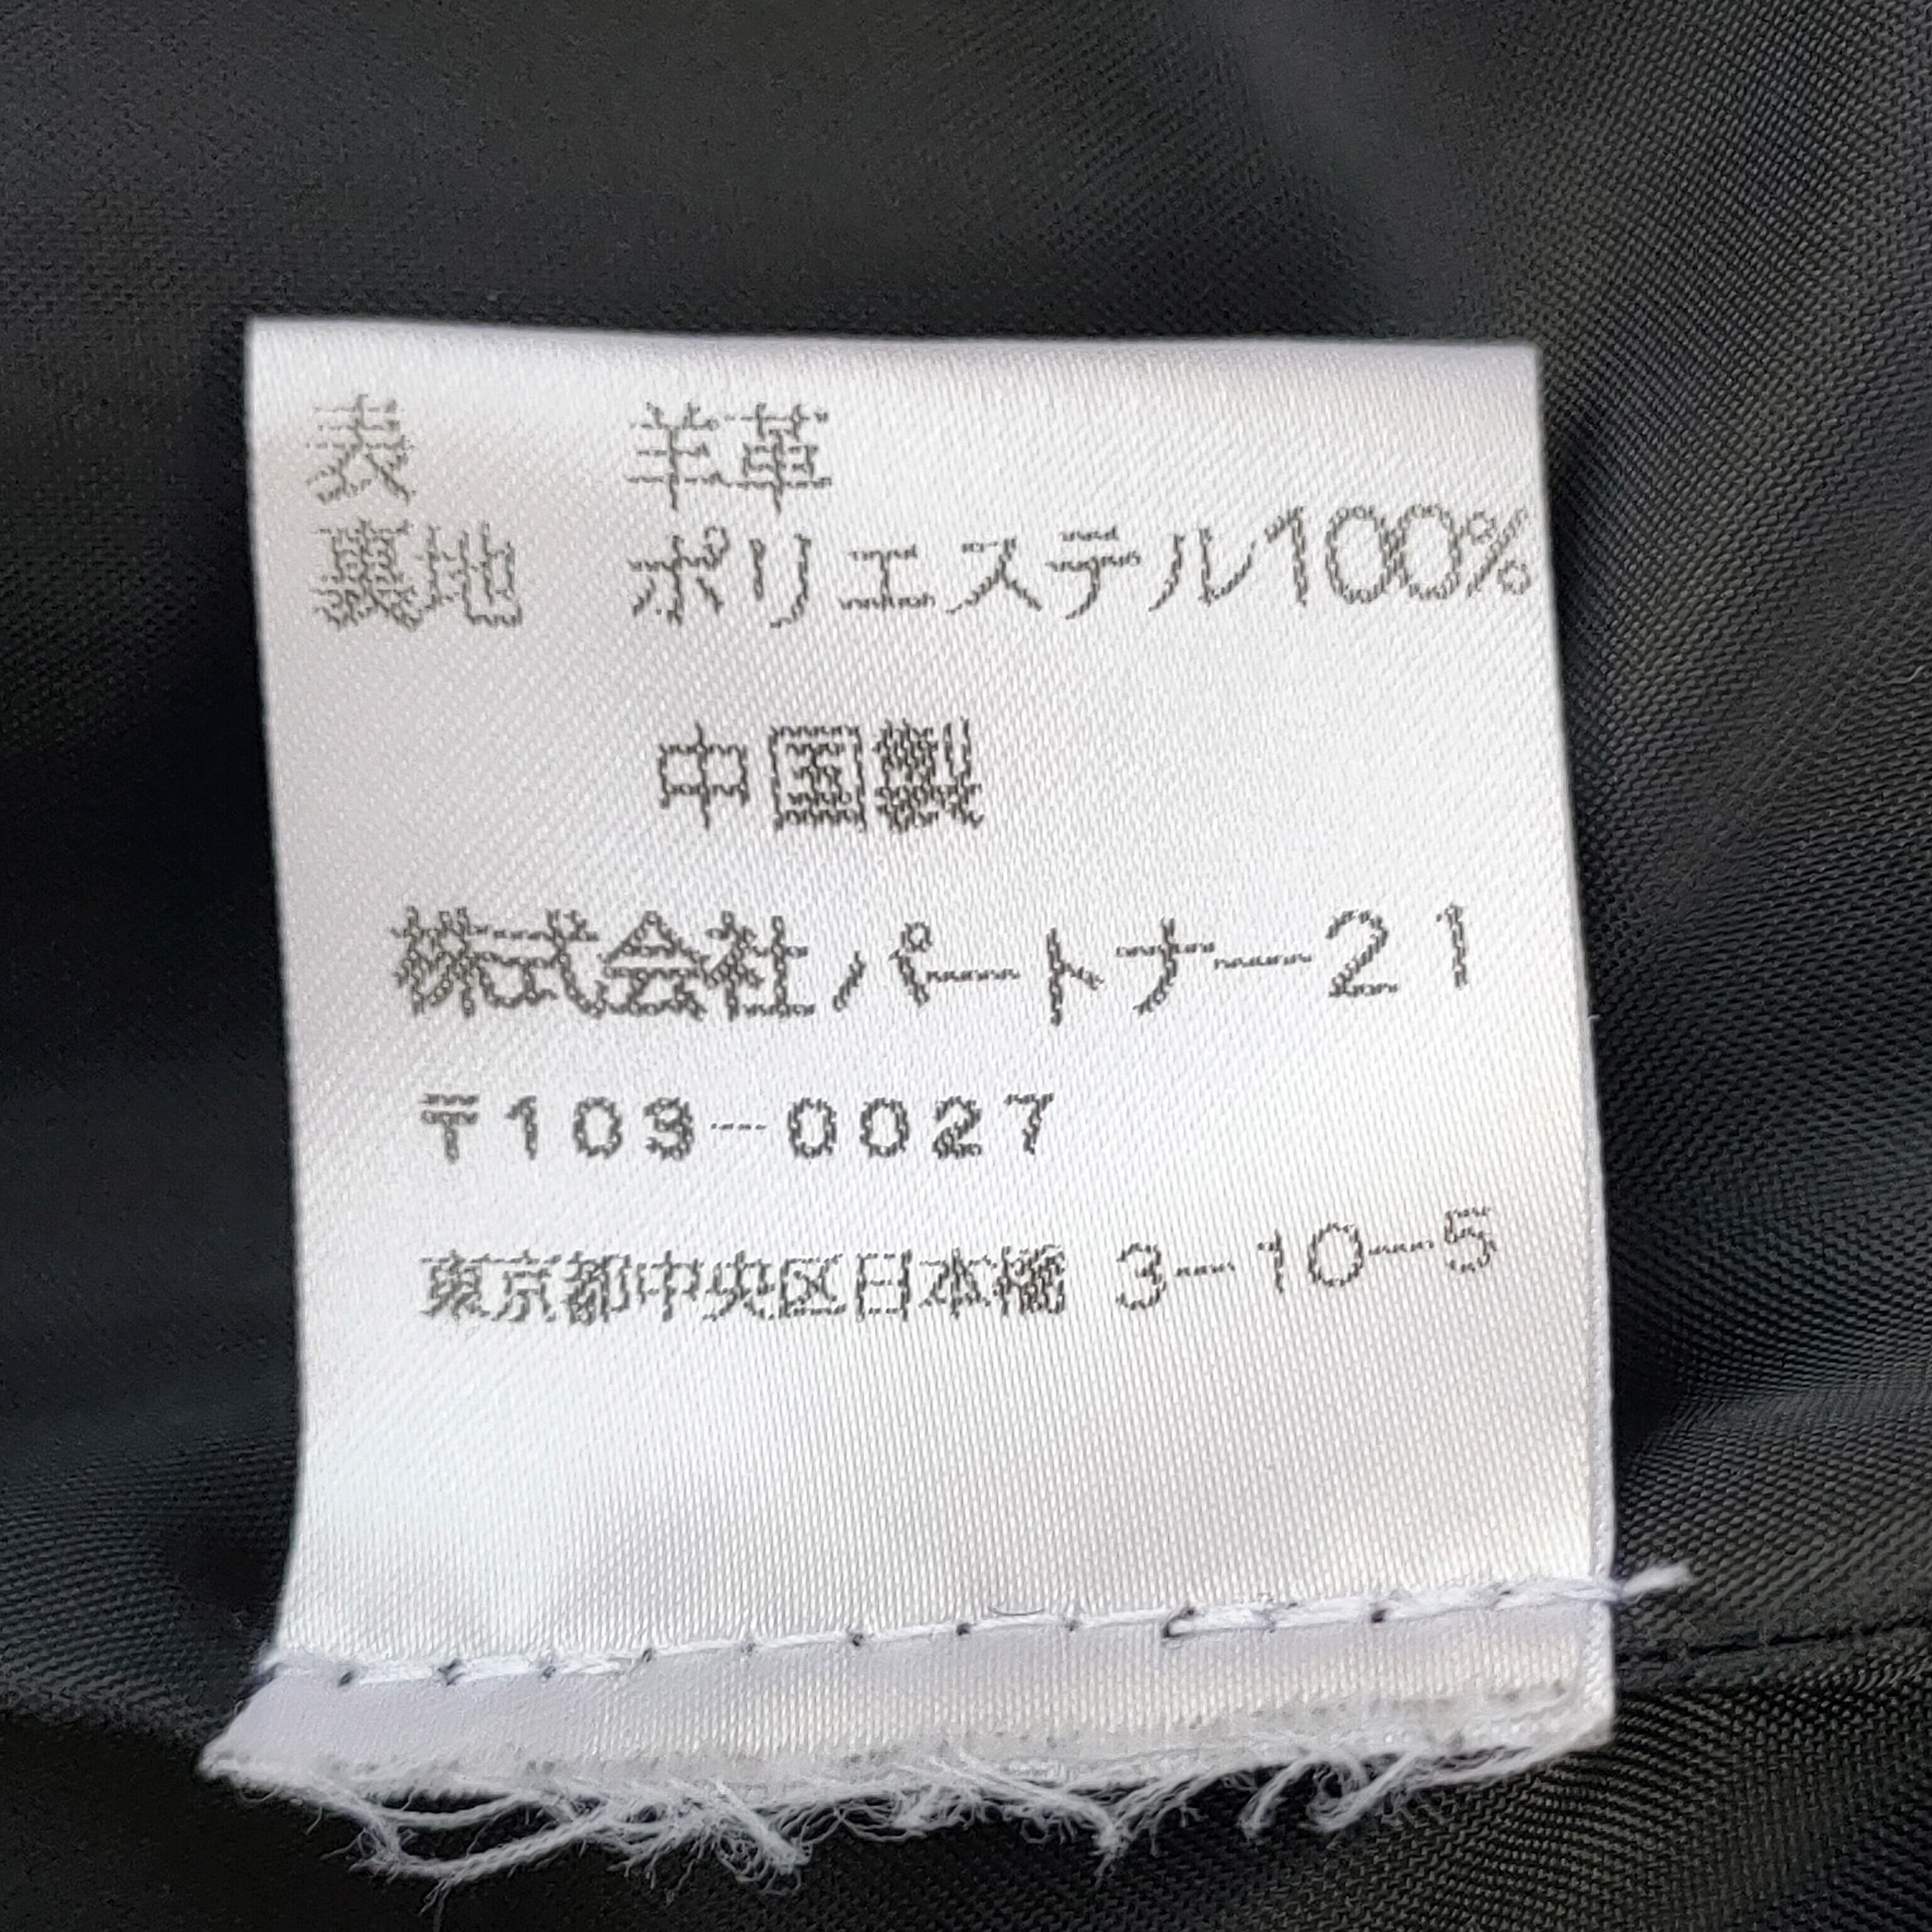 表 羊革
裏地 ポリエステル100%
中国製
株式会社パートナー21
〒103-0027
東京都中央区日本橋 3-10-5